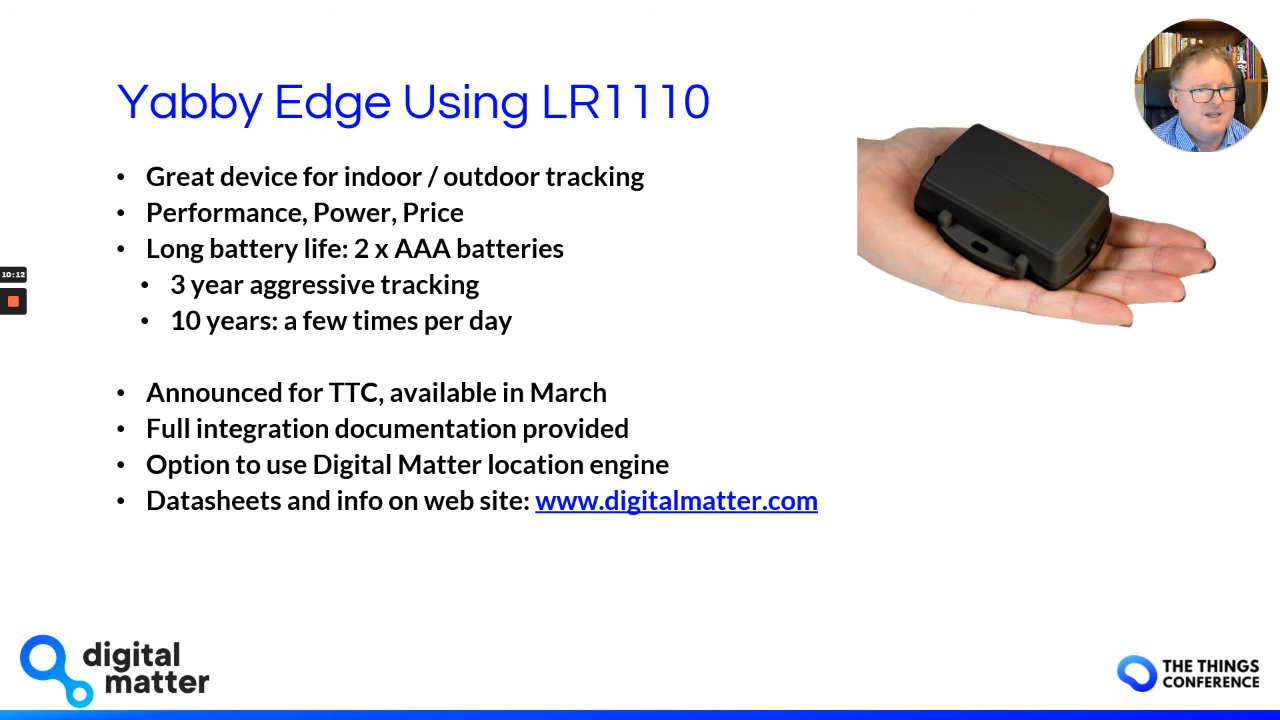 Yabby Edge Using LR1110
• Great device for indoor / outdoor tracking
• Performance, Power, Price
• Long battery life: 2 x AAA batteries
• 3 year aggressive tracking
• 10 years: a few times per day
• Announced for TTC, available in March
• Full integration documentation provided
• Option to use Digital Matter location engine
• Datasheets and info on web site: www.digitalmatter.com
10:12
digital
matter
THE THINGS
CONFERENCE